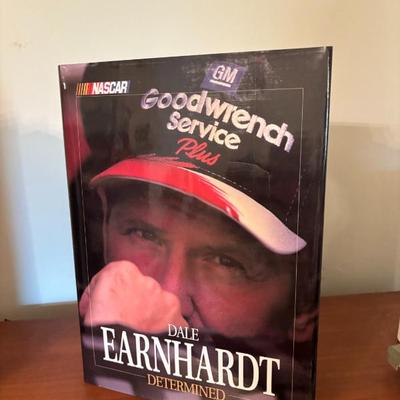 NASCAR
GM
Goodwrench
Service
Plus
DALE
EARNHARDT
DETERMINED